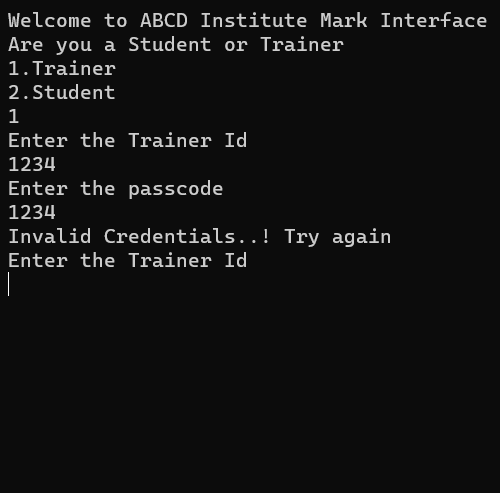 Welcome to ABCD Institute Mark Interface
Are you a Student or Trainer
1.Trainer
2.Student
1
Enter the Trainer Id
1234
Enter the passcode
1234
Invalid Credentials..! Try again
Enter the Trainer Id